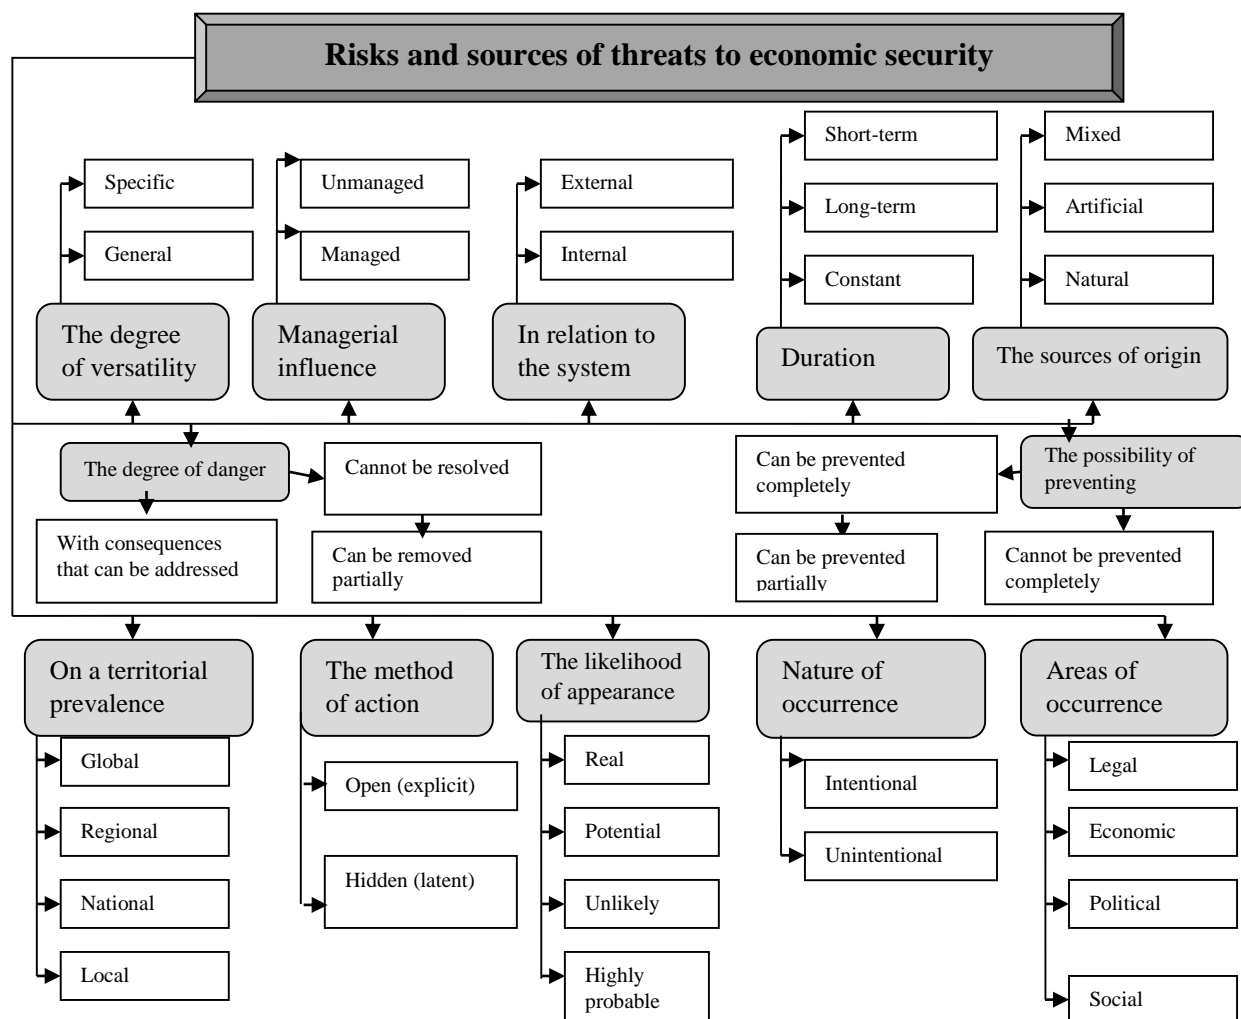 Risks and sources of threats to economic security
Specific
General
The degree
of versatility
Unmanaged
Managed
Managerial
influence
External
Internal
In relation to
the system
Short-term
Long-term
Constant
Duration
Mixed
Artificial
Natural
The sources of origin
The degree of danger
Cannot be resolved
With consequences
that can be addressed
Can be removed
partially
Can be prevented
completely
The possibility of
preventing
Can be prevented
partially
Cannot be prevented
completely
On a territorial
prevalence
Global
Regional
National
Local
The method
of action
Open (explicit)
Hidden (latent)
The likelihood
of appearance
Real
Potential
Unlikely
Highly
probable
Nature of
occurrence
Intentional
Unintentional
Areas of
occurrence
Legal
Economic
Political
Social